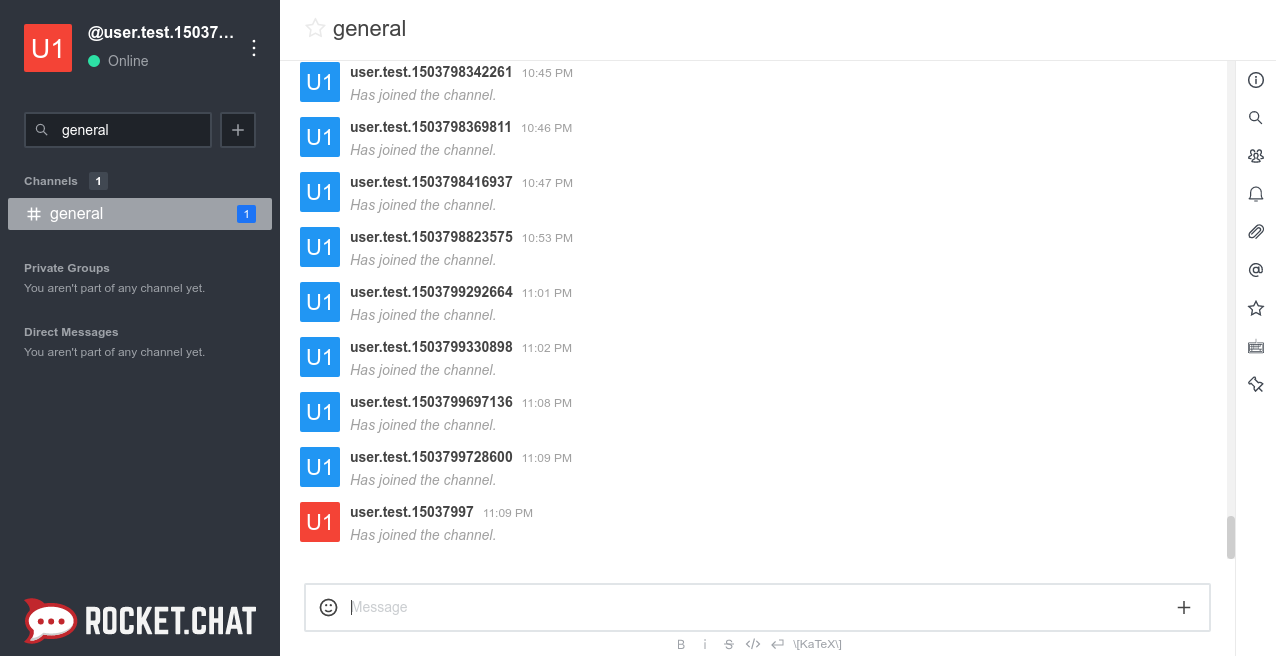 U1
@user.test.15037...
Online
general
Channels 1
general 1
Private Groups
You aren't part of any channel yet.
Direct Messages
You aren't part of any channel yet.
ROCKET.CHAT
general
U1 user.test.1503798342261 10:45 PM
Has joined the channel.
U1 user.test.1503798369811 10:46 PM
Has joined the channel.
U1 user.test.1503798416937 10:47 PM
Has joined the channel.
U1 user.test.1503798823575 10:53 PM
Has joined the channel.
U1 user.test.1503799292664 11:01 PM
Has joined the channel.
U1 user.test.1503799330898 11:02 PM
Has joined the channel.
U1 user.test.1503799697136 11:08 PM
Has joined the channel.
U1 user.test.1503799728600 11:09 PM
Has joined the channel.
U1 user.test.15037997 11:09 PM
Has joined the channel.
Message
B i S </> \[KaTeX\]